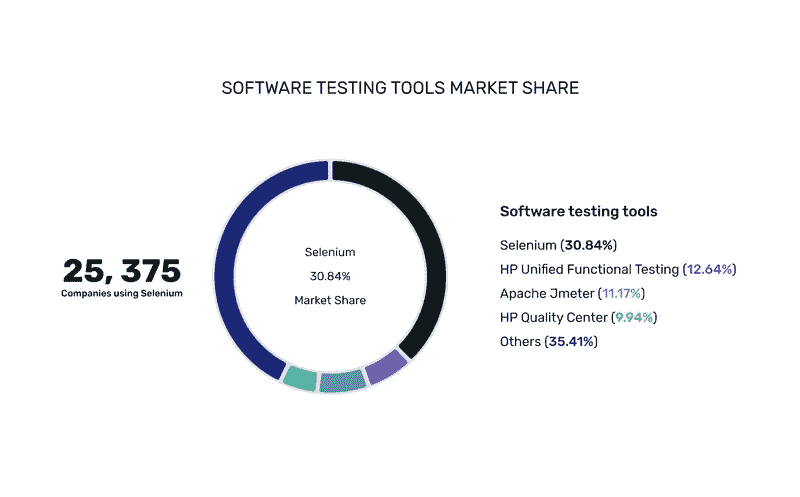 SOFTWARE TESTING TOOLS MARKET SHARE
25, 375
Companies using Selenium
Selenium
30.84%
Market Share
Software testing tools
Selenium (30.84%)
HP Unified Functional Testing (12.64%)
Apache Jmeter (11.17%)
HP Quality Center (9.94%)
Others (35.41%)